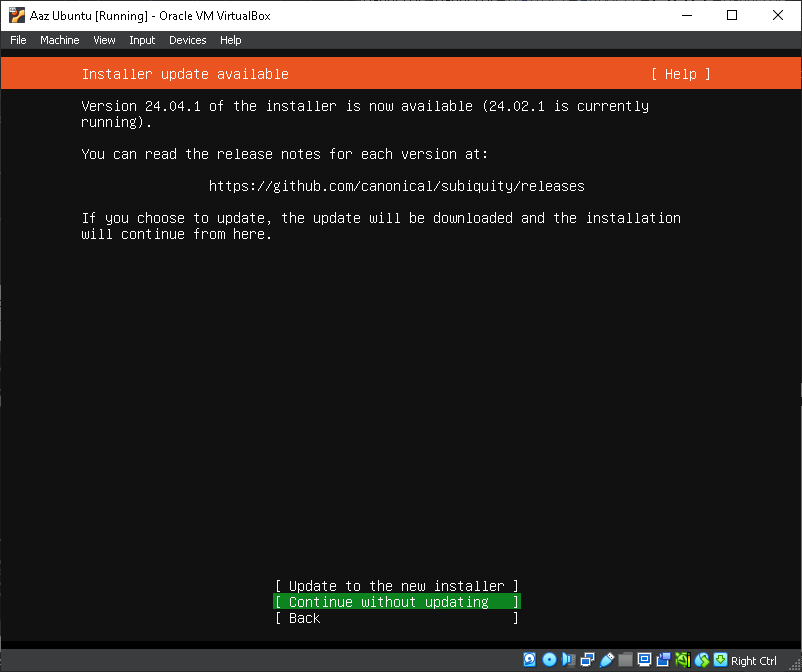 Aaz Ubuntu [Running] - Oracle VM VirtualBox
File Machine View Input Devices Help
Installer update available [ Help ]
Version 24.04.1 of the installer is now available (24.02.1 is currently
running).
You can read the release notes for each version at:
https://github.com/canonical/subiquity/releases
If you choose to update, the update will be downloaded and the installation
will continue from here.
[ Update to the new installer ]
[ Continue without updating ]
[ Back ]
Right Ctrl